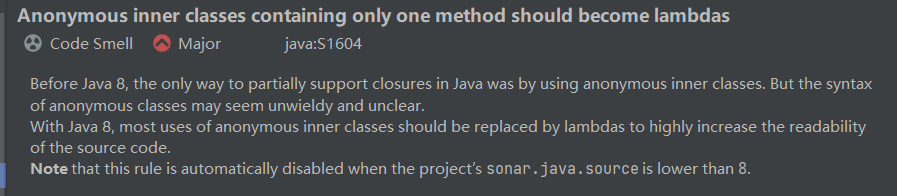 Anonymous inner classes containing only one method should become lambdas
Code Smell Major java:S1604
Before Java 8, the only way to partially support closures in Java was by using anonymous inner classes. But the syntax
of anonymous classes may seem unwieldy and unclear.
With Java 8, most uses of anonymous inner classes should be replaced by lambdas to highly increase the readability
of the source code.
Note that this rule is automatically disabled when the project's sonar.java.source is lower than 8.